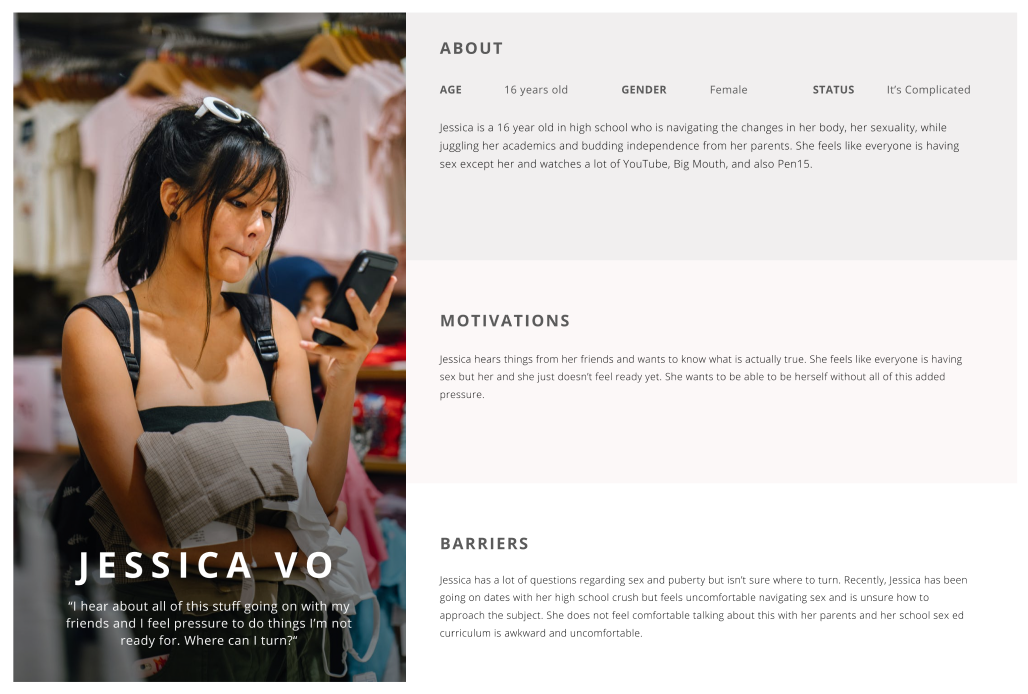 ABOUT
AGE 16 years old GENDER Female STATUS It's Complicated
Jessica is a 16 year old in high school who is navigating the changes in her body, her sexuality, while
juggling her academics and budding independence from her parents. She feels like everyone is having
sex except her and watches a lot of YouTube, Big Mouth, and also Pen15.
MOTIVATIONS
Jessica hears things from her friends and wants to know what is actually true. She feels like everyone is having
sex but her and she just doesn't feel ready yet. She wants to be able to be herself without all of this added
pressure.
BARRIERS
Jessica has a lot of questions regarding sex and puberty but isn't sure where to turn. Recently, Jessica has been
going on dates with her high school crush but feels uncomfortable navigating sex and is unsure how to
approach the subject. She does not feel comfortable talking about this with her parents and her school sex ed
curriculum is awkward and uncomfortable.
JESSICA VO
"I hear about all of this stuff going on with my
friends and I feel pressure to do things I'm not
ready for. Where can I turn?"